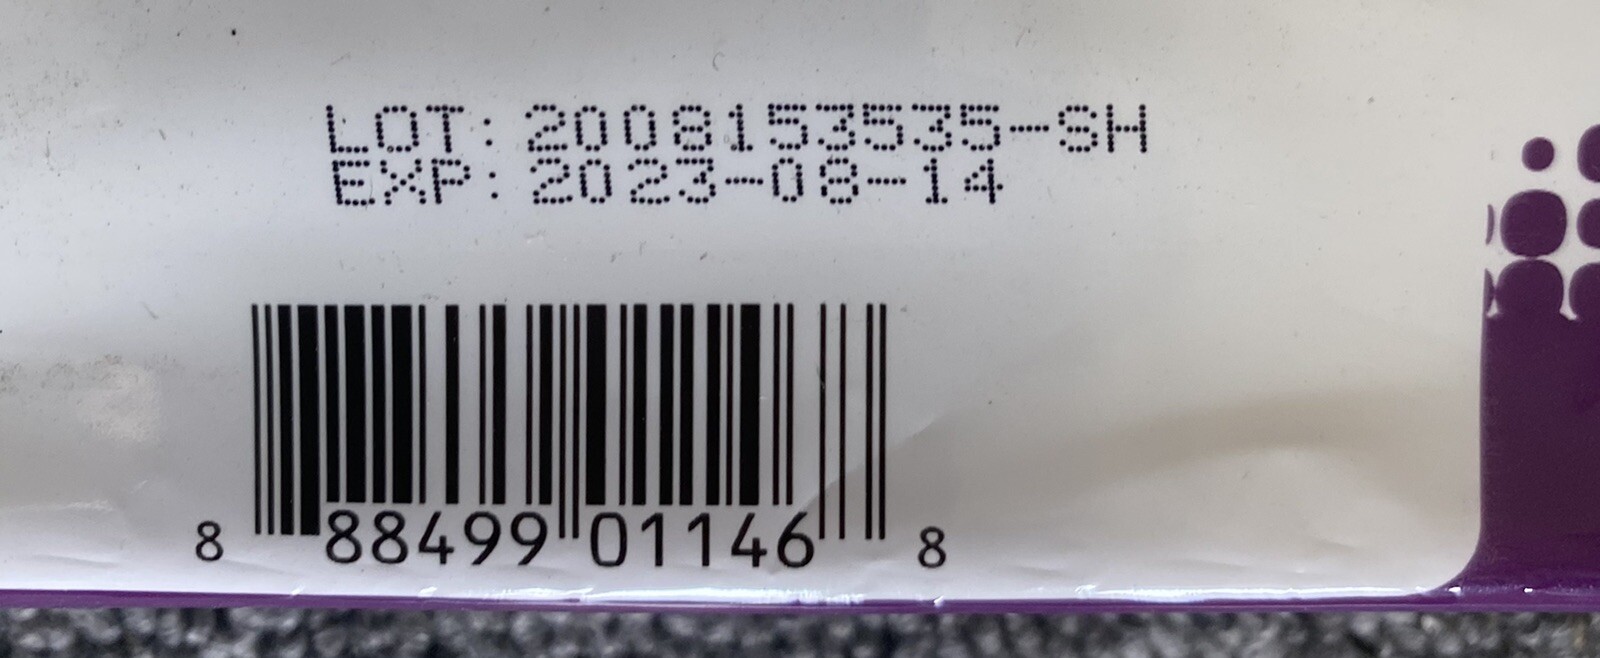 LOT: 2008153535-SH
EXP: 2023-08-14
8 88499 01146 8